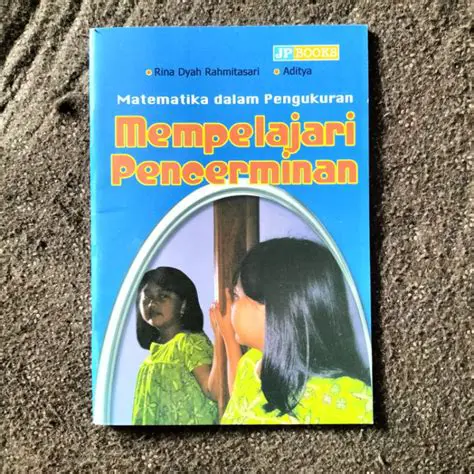 JP BOOKS
Rina Dyah Rahmitasari • Aditya
Matematika dalam Pengukuran
Mempelajari
Pencerminan